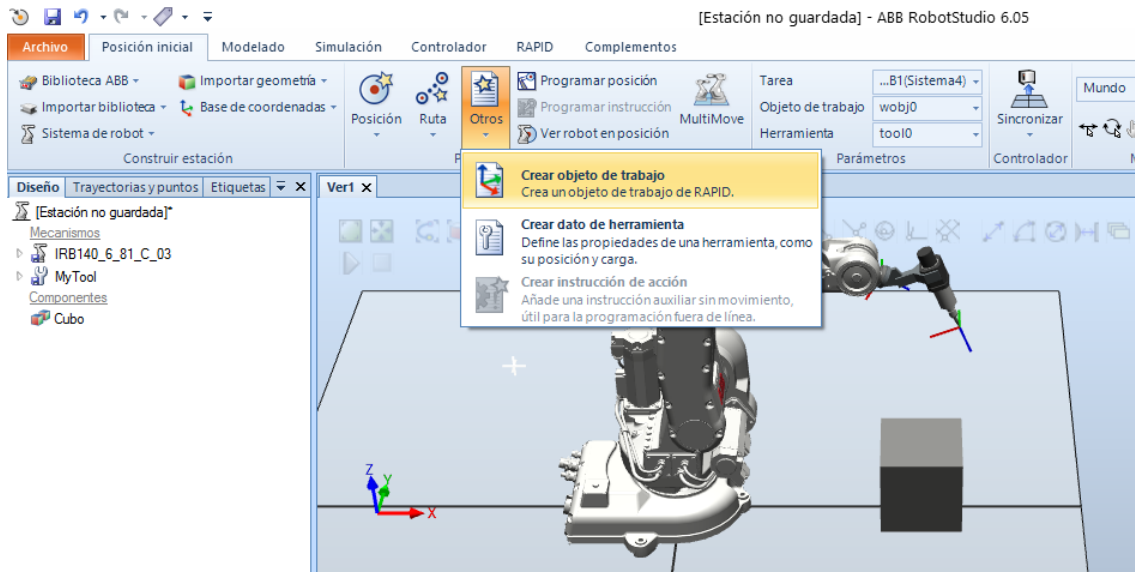 [Estación no guardada] - ABB RobotStudio 6.05
Archivo Posición inicial Modelado Simulación Controlador RAPID Complementos
Biblioteca ABB
Importar geometría
Importar biblioteca
Base de coordenadas
Sistema de robot
Construir estación
Posición
Ruta
Otros
Programar posición
Programar instrucción
Ver robot en posición
MultiMove
P
Tarea ...B1(Sistema4)
Objeto de trabajo wobj0
Herramienta tool0
Parámetros
Sincronizar
Controlador
Mundo
Diseño Trayectorias y puntos Etiquetas
Ver1
[Estación no guardada]*
Mecanismos
IRB140_6_81_C_03
MyTool
Componentes
Cubo
Crear objeto de trabajo
Crea un objeto de trabajo de RAPID.
Crear dato de herramienta
Define las propiedades de una herramienta, como
su posición y carga.
Crear instrucción de acción
Añade una instrucción auxiliar sin movimiento,
útil para la programación fuera de línea.
Z
Y
X